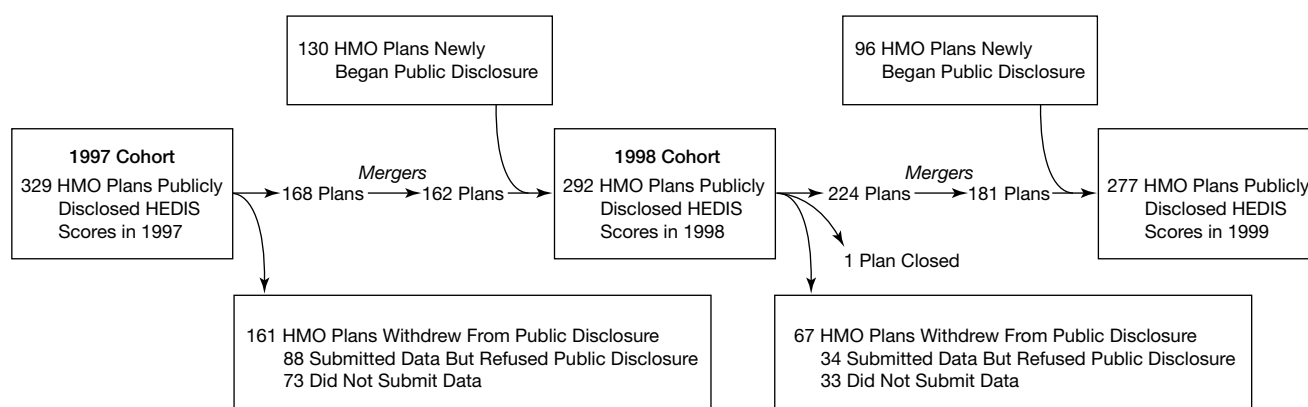 130 HMO Plans Newly
Began Public Disclosure
96 HMO Plans Newly
Began Public Disclosure
1997 Cohort
329 HMO Plans Publicly
Disclosed HEDIS
Scores in 1997
168 Plans
Mergers
162 Plans
1998 Cohort
292 HMO Plans Publicly
Disclosed HEDIS
Scores in 1998
224 Plans
Mergers
181 Plans
277 HMO Plans Publicly
Disclosed HEDIS
Scores in 1999
1 Plan Closed
161 HMO Plans Withdrew From Public Disclosure
88 Submitted Data But Refused Public Disclosure
73 Did Not Submit Data
67 HMO Plans Withdrew From Public Disclosure
34 Submitted Data But Refused Public Disclosure
33 Did Not Submit Data